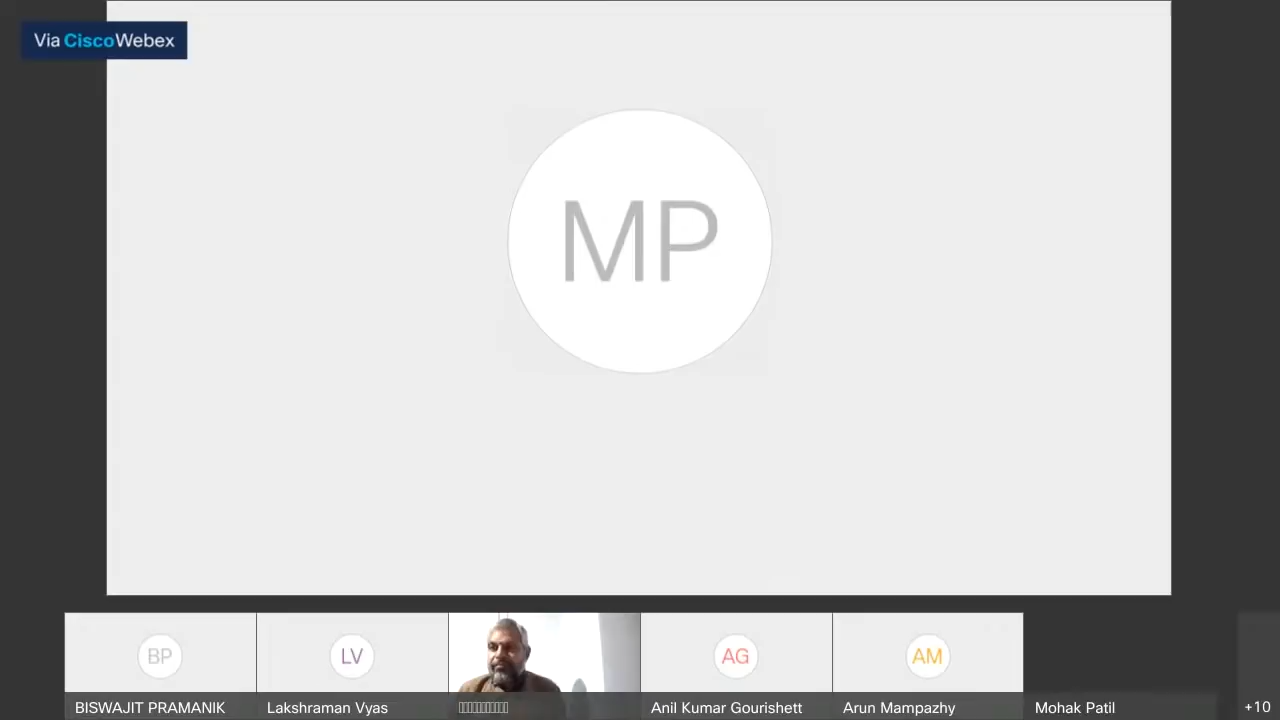 Via CiscoWebex
MP
BP
LV
AG
AM
BISWAJIT PRAMANIK
Lakshraman Vyas
Anil Kumar Gourishett
Arun Mampazhy
Mohak Patil
+10